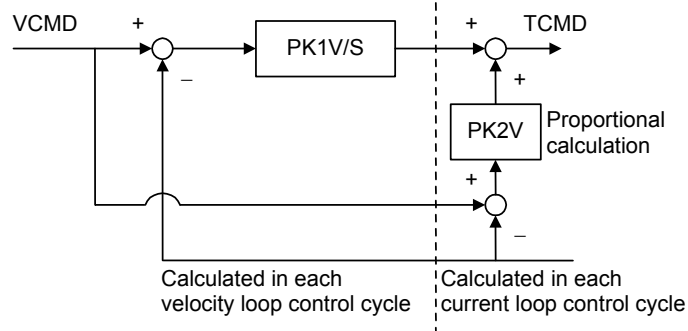 VCMD
+
PK1V/S
+
TCMD
−
+
PK2V
Proportional
calculation
+
−
Calculated in each
velocity loop control cycle
Calculated in each
current loop control cycle